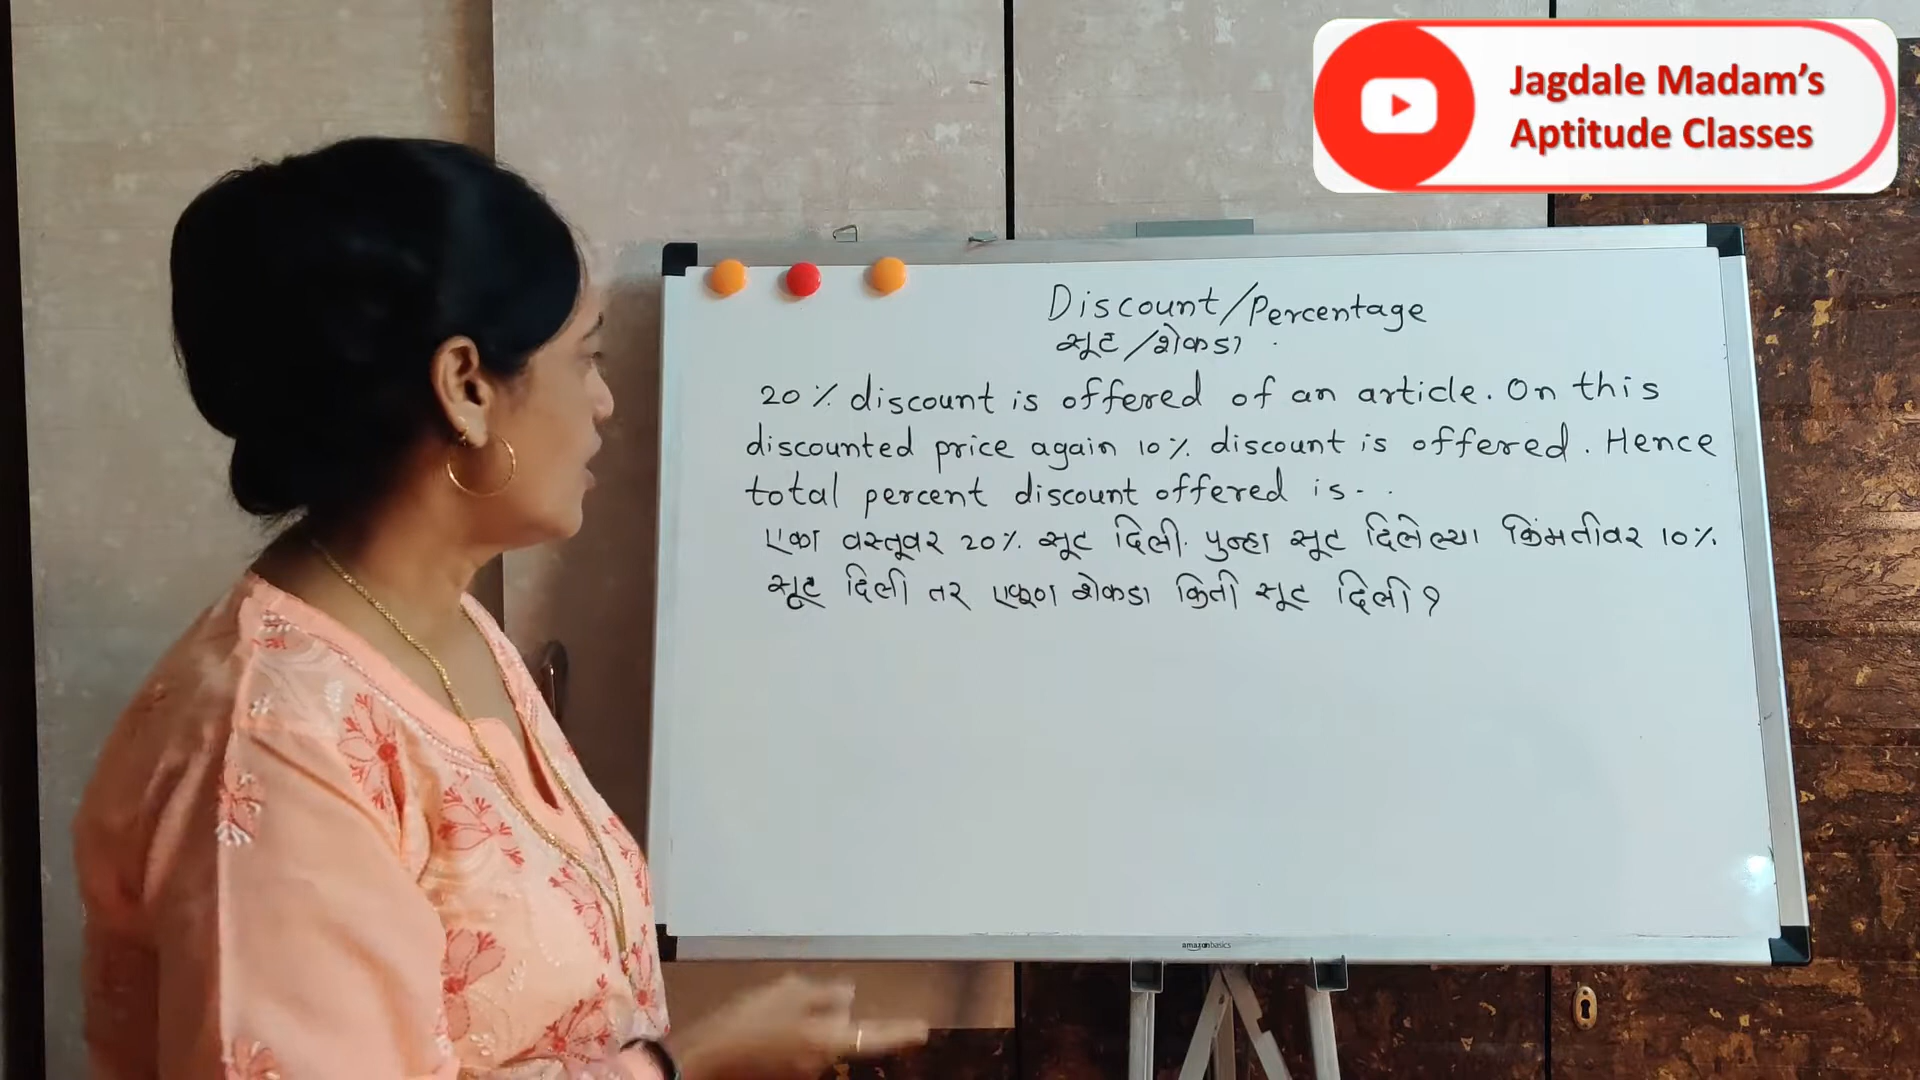 Jagdale Madam's
Aptitude Classes
Discount/Percentage
सूट/शेकडा
20% discount is offered of an article. On this
discounted price again 10% discount is offered. Hence
total percent discount offered is..
एका वस्तूवर 20% सूट दिली. पुन्हा सूट दिलेल्या किंमतीवर 10%
सूट दिली तर एकूण शेकडा किती सूट दिली?
amazonbasics